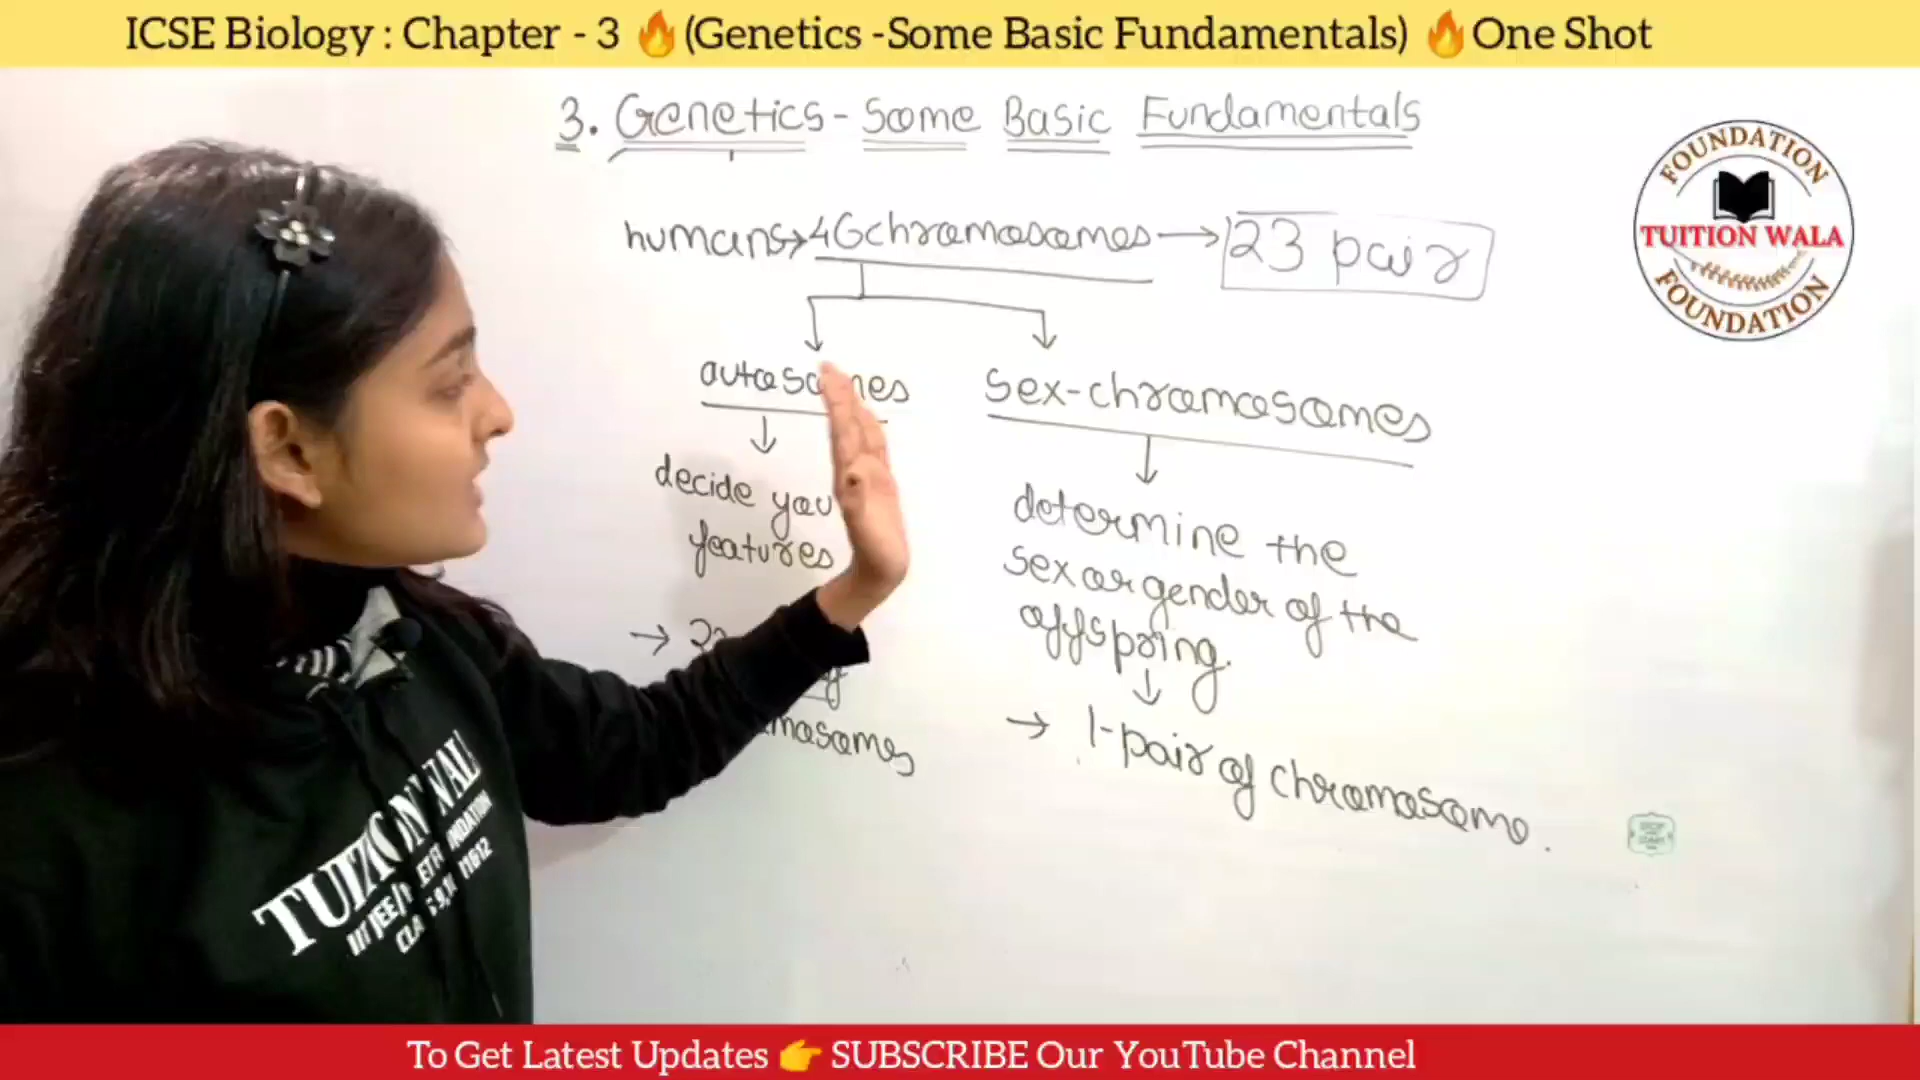 ICSE Biology : Chapter - 3 🔥 (Genetics -Some Basic Fundamentals) 🔥 One Shot
3. Genetics - Some Basic Fundamentals
humans → 46 chromosomes → 23 pair
autosomes
sex-chromosomes
decide you
features
determine the
sex or gender of the
offspring.
→ 1-pair of chromosome.
FOUNDATION
TUITION WALA
FOUNDATION
To Get Latest Updates 👉 SUBSCRIBE Our YouTube Channel